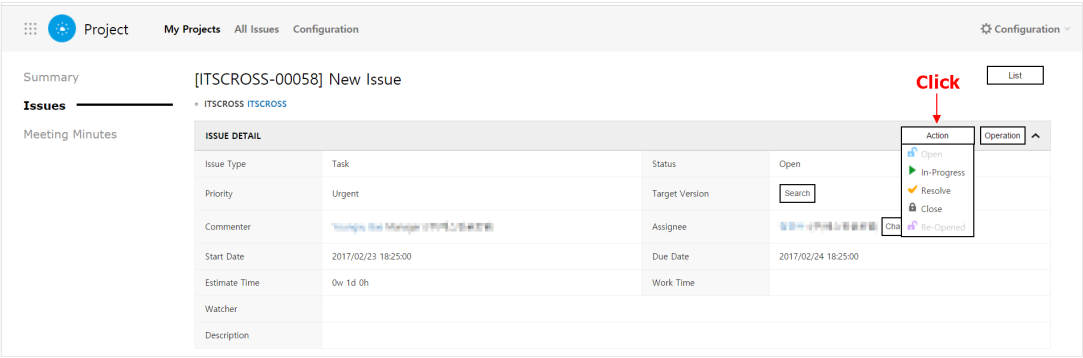 Project My Projects All Issues Configuration Configuration
Summary
Issues
Meeting Minutes
[ITSCROSS-00058] New Issue
List
Click
ITSCROSS ITSCROSS
ISSUE DETAIL Action Operation
Open
In-Progress
Resolve
Close
Re-Opened
Issue Type Task Status Open
Priority Urgent Target Version Search
Commenter Assignee
Start Date 2017/02/23 18:25:00 Due Date 2017/02/24 18:25:00
Estimate Time 0w 1d 0h Work Time
Watcher
Description